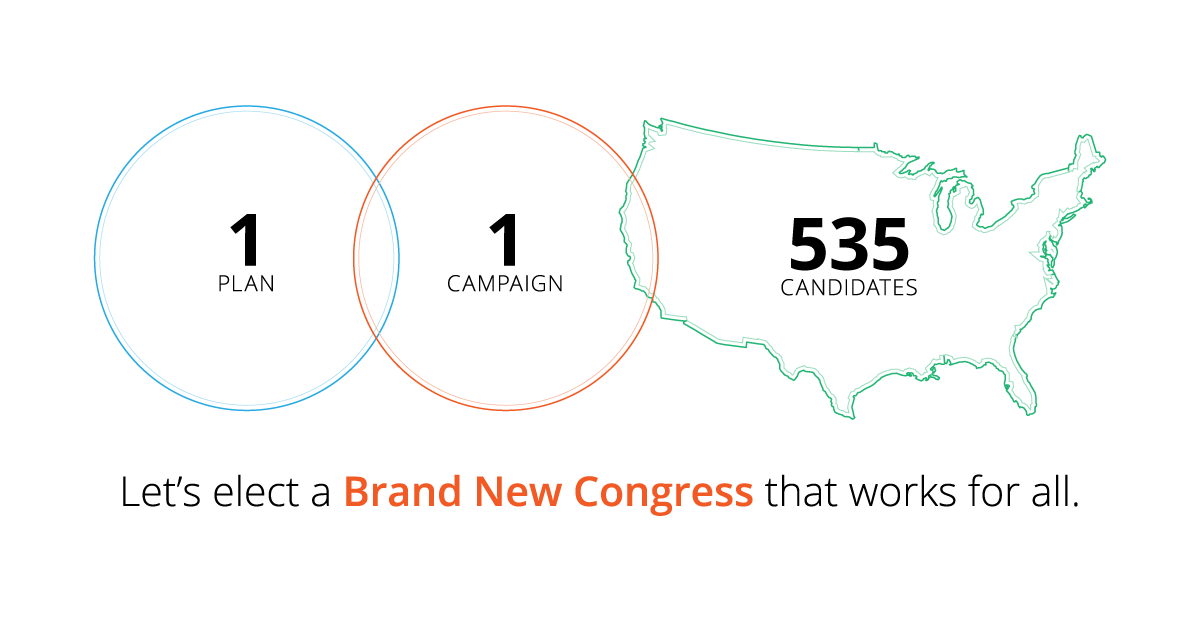 1
PLAN
1
CAMPAIGN
535
CANDIDATES
Let’s elect a Brand New Congress that works for all.